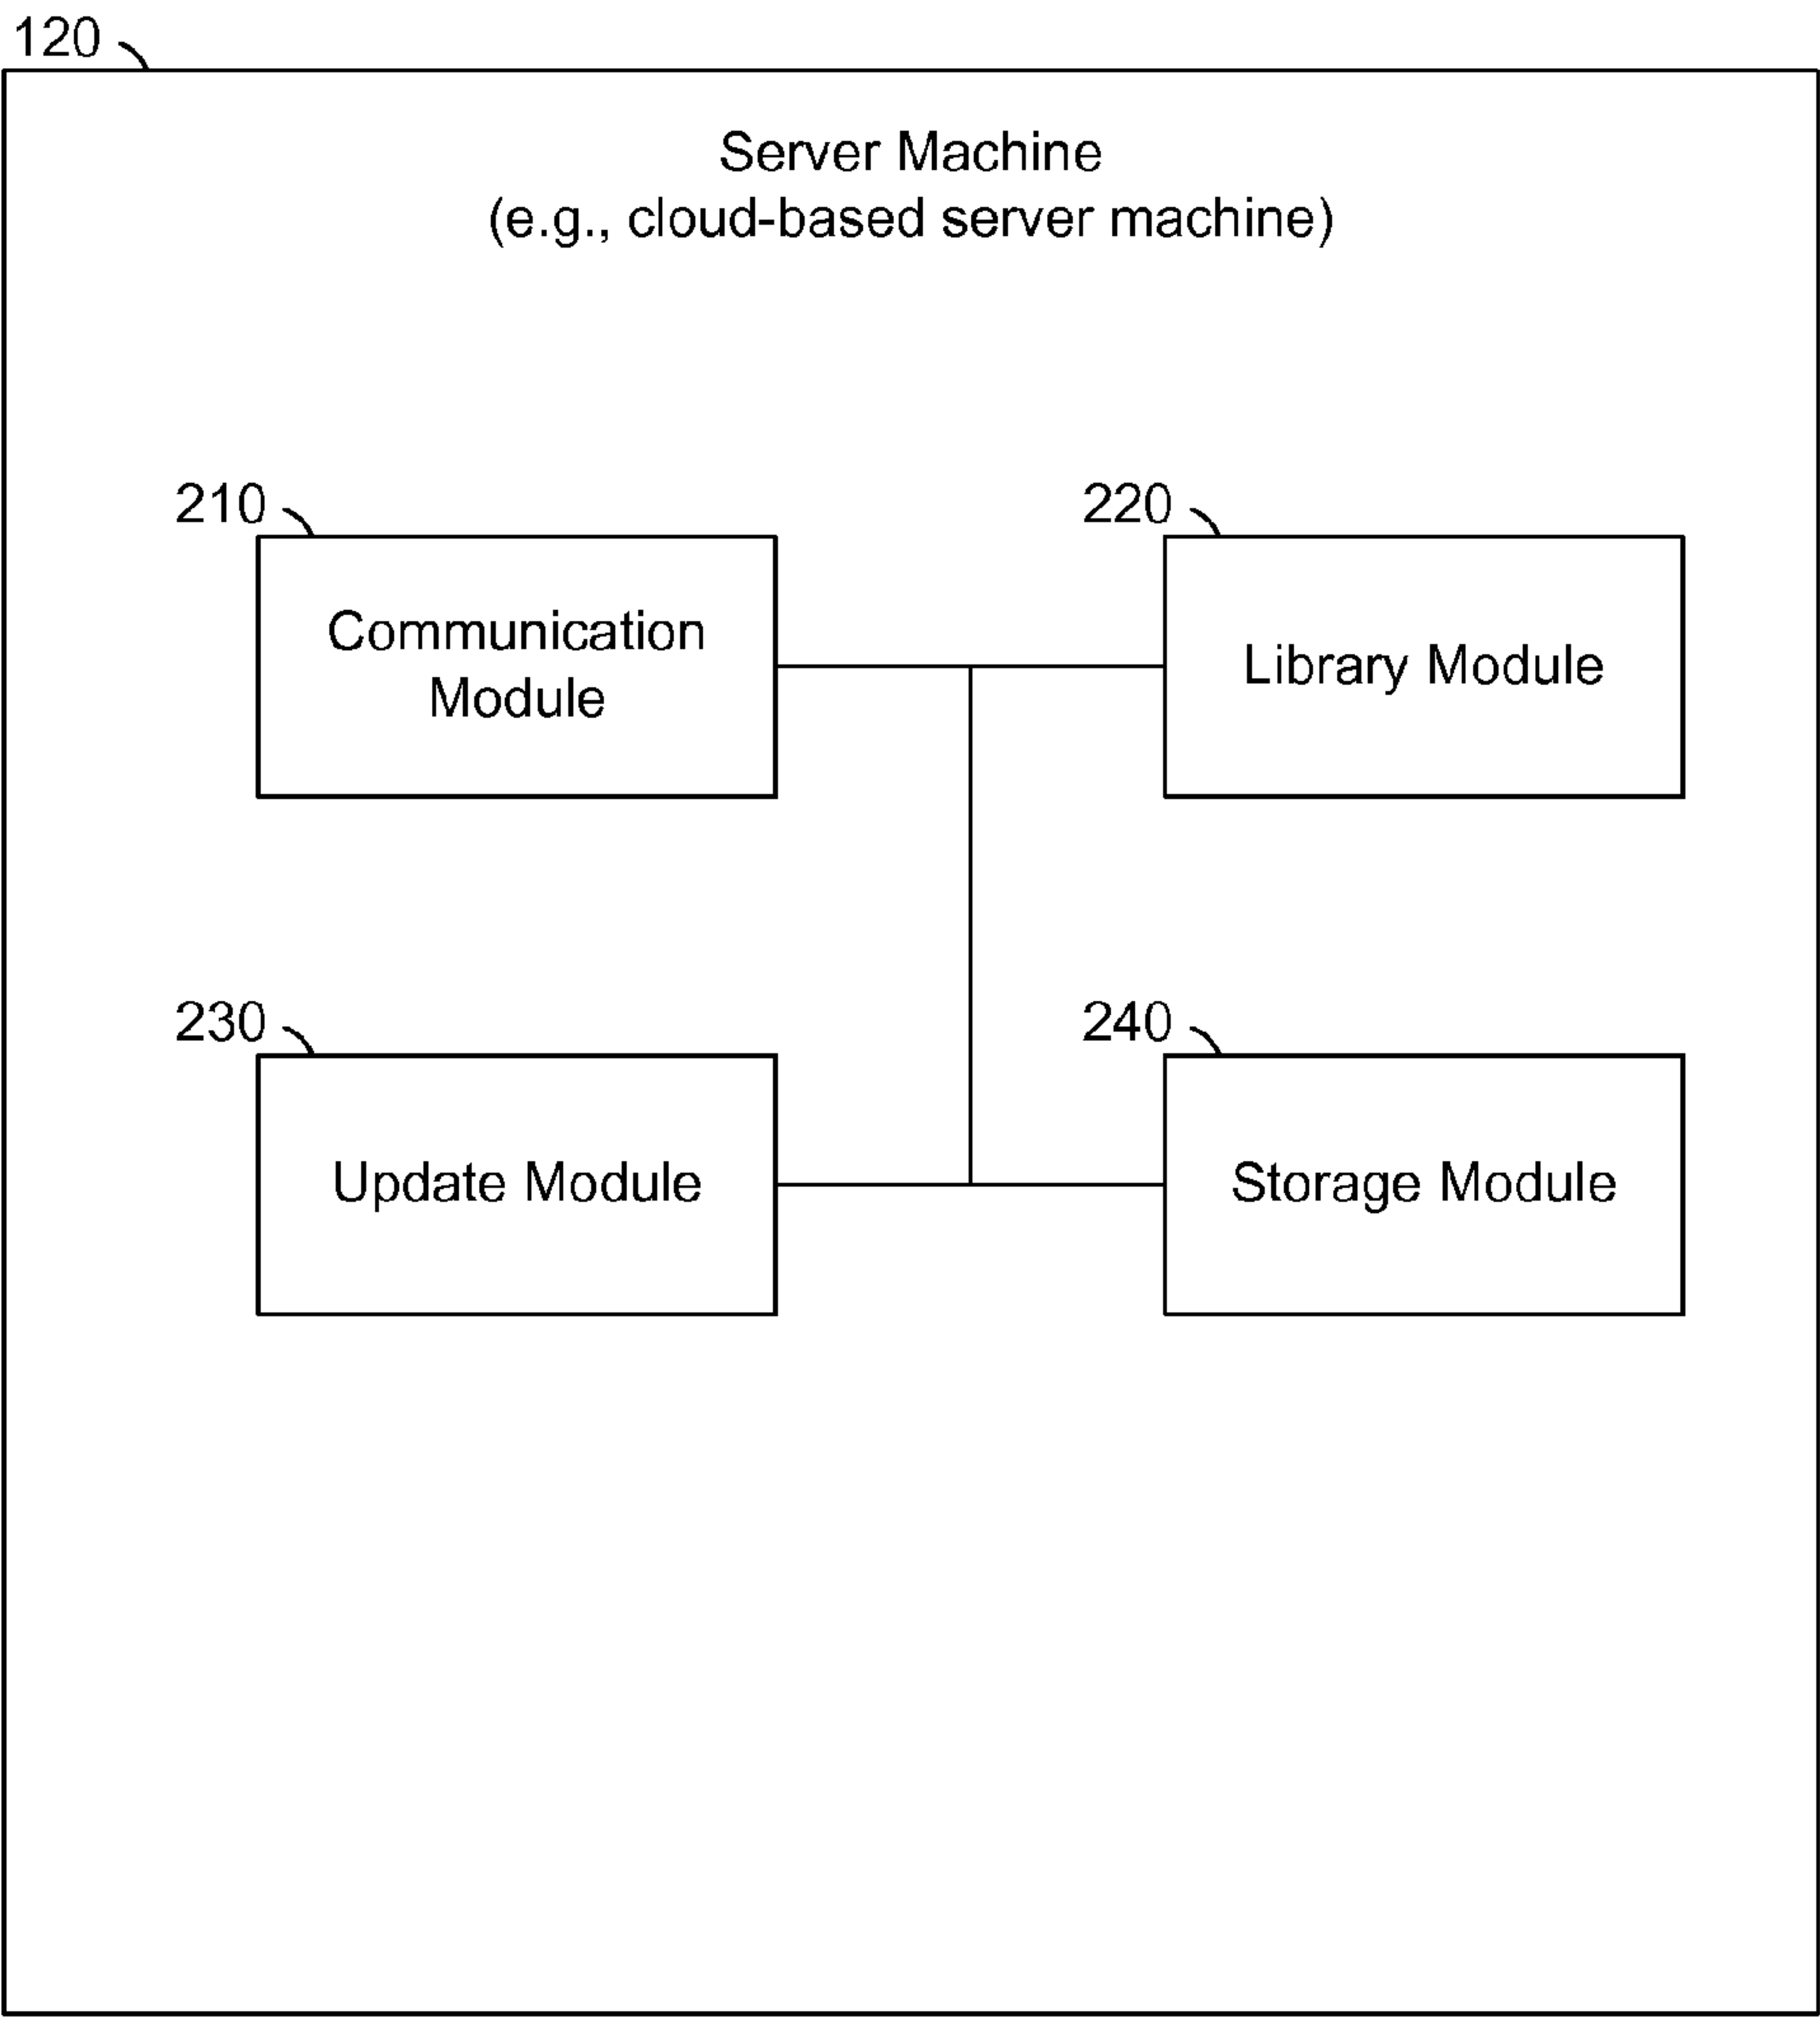 120
Server Machine
(e.g., cloud-based server machine)
210
Communication
Module
220
Library Module
230
Update Module
240
Storage Module